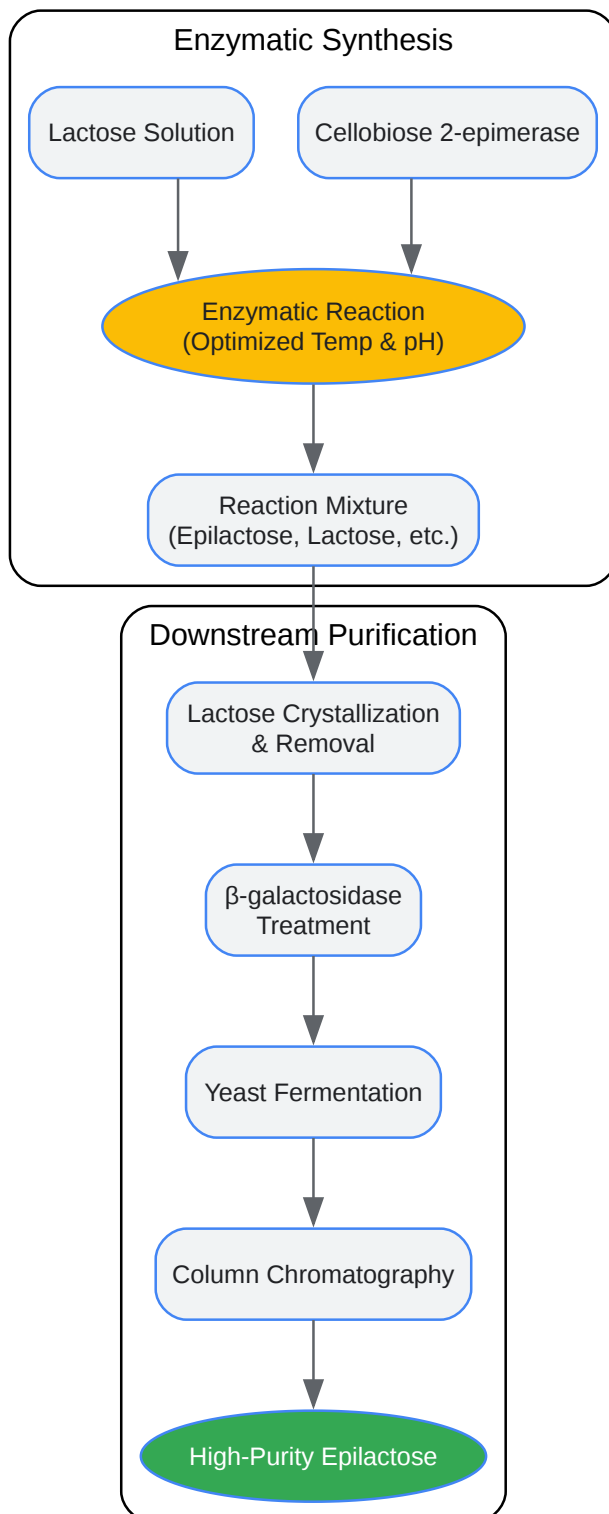 Enzymatic Synthesis
Lactose Solution
Cellobiose 2-epimerase
Enzymatic Reaction
(Optimized Temp & pH)
Reaction Mixture
(Epilactose, Lactose, etc.)
Downstream Purification
Lactose Crystallization
& Removal
β-galactosidase
Treatment
Yeast Fermentation
Column Chromatography
High-Purity Epilactose